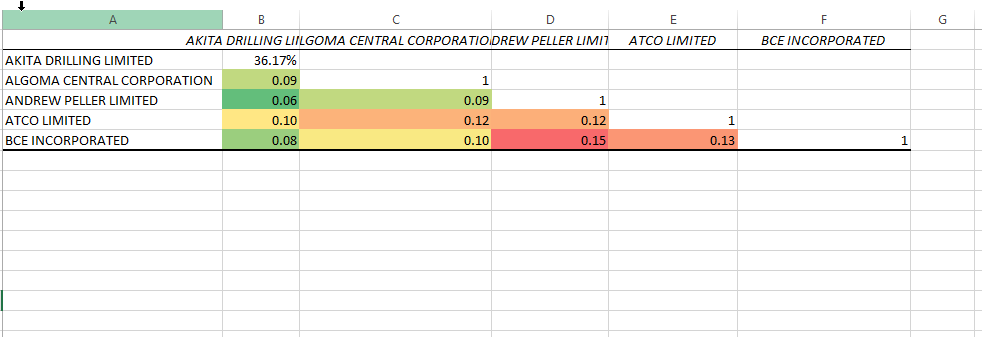 A B C D E F G
AKITA DRILLING LII LGOMA CENTRAL CORPORATIO DREW PELLER LIMIT ATCO LIMITED BCE INCORPORATED
AKITA DRILLING LIMITED 36.17%
ALGOMA CENTRAL CORPORATION 0.09 1
ANDREW PELLER LIMITED 0.06 0.09 1
ATCO LIMITED 0.10 0.12 0.12 1
BCE INCORPORATED 0.08 0.10 0.15 0.13 1